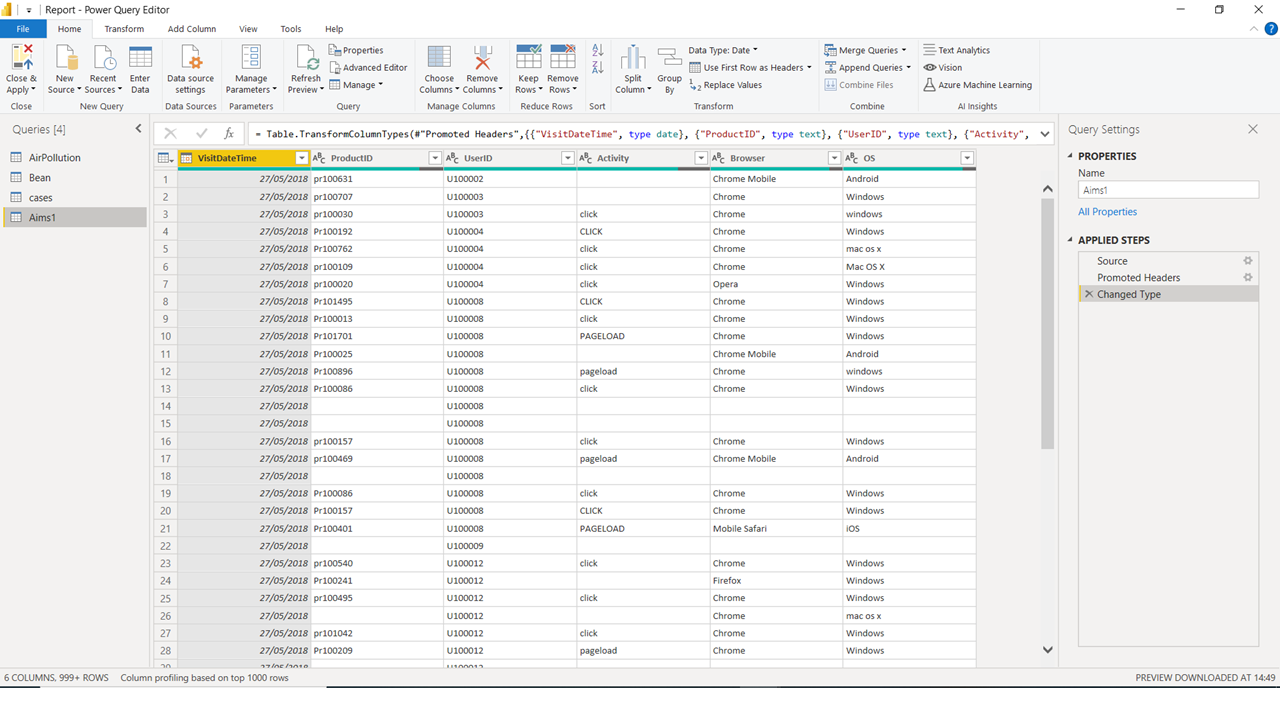 Report - Power Query Editor
File Home Transform Add Column View Tools Help
Close & Apply
New Source
Recent Sources
Enter Data
Data source settings
Manage Parameters
Refresh Preview
Properties
Advanced Editor
Manage
Choose Columns
Remove Columns
Keep Rows
Remove Rows
Split Column
Group By
Data Type: Date
Use First Row as Headers
Replace Values
Merge Queries
Append Queries
Combine Files
Text Analytics
Vision
Azure Machine Learning
Close New Query Data Sources Parameters Query Manage Columns Reduce Rows Sort Transform Combine AI Insights
Queries [4]
AirPollution
Bean
cases
Aims1
fx = Table.TransformColumnTypes(#"Promoted Headers",{{"VisitDateTime", type date}, {"ProductID", type text}, {"UserID", type text}, {"Activity",
VisitDateTime ABC ProductID ABC UserID ABC Activity ABC Browser ABC OS
1 27/05/2018 pr100631 U100002 Chrome Mobile Android
2 27/05/2018 pr100707 U100003 Chrome Windows
3 27/05/2018 pr100030 U100003 click Chrome windows
4 27/05/2018 Pr100192 U100004 CLICK Chrome Windows
5 27/05/2018 Pr100762 U100004 click Chrome mac os x
6 27/05/2018 pr100109 U100004 click Chrome Mac OS X
7 27/05/2018 pr100020 U100004 click Opera Windows
8 27/05/2018 Pr101495 U100008 CLICK Chrome Windows
9 27/05/2018 Pr100013 U100008 click Chrome Windows
10 27/05/2018 Pr101701 U100008 PAGELOAD Chrome Windows
11 27/05/2018 Pr100025 U100008 Chrome Mobile Android
12 27/05/2018 Pr100896 U100008 pageload Chrome windows
13 27/05/2018 Pr100086 U100008 click Chrome Windows
14 27/05/2018 U100008
15 27/05/2018 U100008
16 27/05/2018 pr100157 U100008 click Chrome Windows
17 27/05/2018 pr100469 U100008 pageload Chrome Mobile Android
18 27/05/2018 U100008
19 27/05/2018 Pr100086 U100008 click Chrome Windows
20 27/05/2018 Pr100157 U100008 CLICK Chrome Windows
21 27/05/2018 Pr100401 U100008 PAGELOAD Mobile Safari iOS
22 27/05/2018 U100009
23 27/05/2018 pr100540 U100012 click Chrome Windows
24 27/05/2018 Pr100241 U100012 Firefox Windows
25 27/05/2018 pr100495 U100012 click Chrome Windows
26 27/05/2018 U100012 Chrome mac os x
27 27/05/2018 pr101042 U100012 click Chrome Windows
28 27/05/2018 Pr100209 U100012 pageload Chrome Windows
29 27/05/2018 U100012
Query Settings
PROPERTIES
Name
Aims1
All Properties
APPLIED STEPS
Source
Promoted Headers
Changed Type
6 COLUMNS, 999+ ROWS Column profiling based on top 1000 rows PREVIEW DOWNLOADED AT 14:49